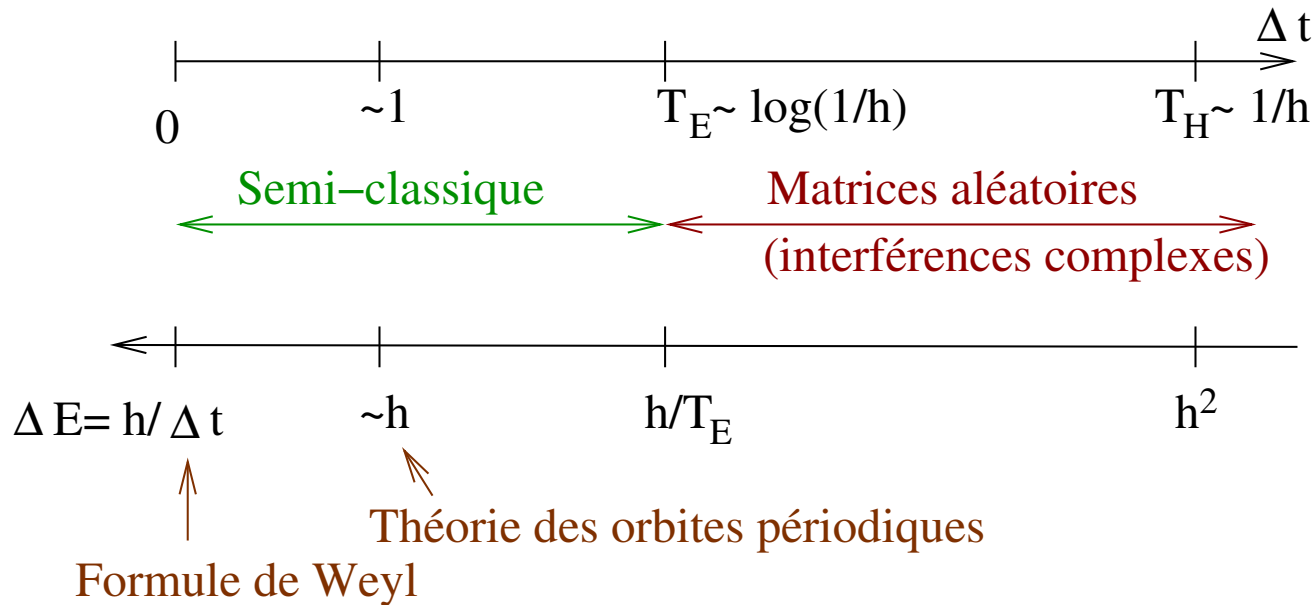 Δ t
0 ~1 T_E ~ log(1/h) T_H ~ 1/h
Semi−classique Matrices aléatoires
(interférences complexes)
Δ E= h/ Δ t ~h h/T_E h²
Théorie des orbites périodiques
Formule de Weyl